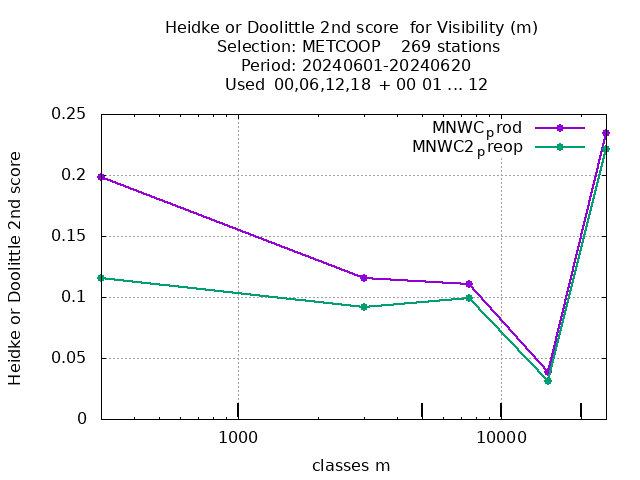 Heidke or Doolittle 2nd score  for Visibility (m)
Selection: METCOOP    269 stations
Period: 20240601-20240620
Used  00,06,12,18 + 00 01 ... 12
0.25
MNWCprod
MNWC2preop
0.2
0.15
0.1
0.05
0
Heidke or Doolittle 2nd score
1000
10000
classes m